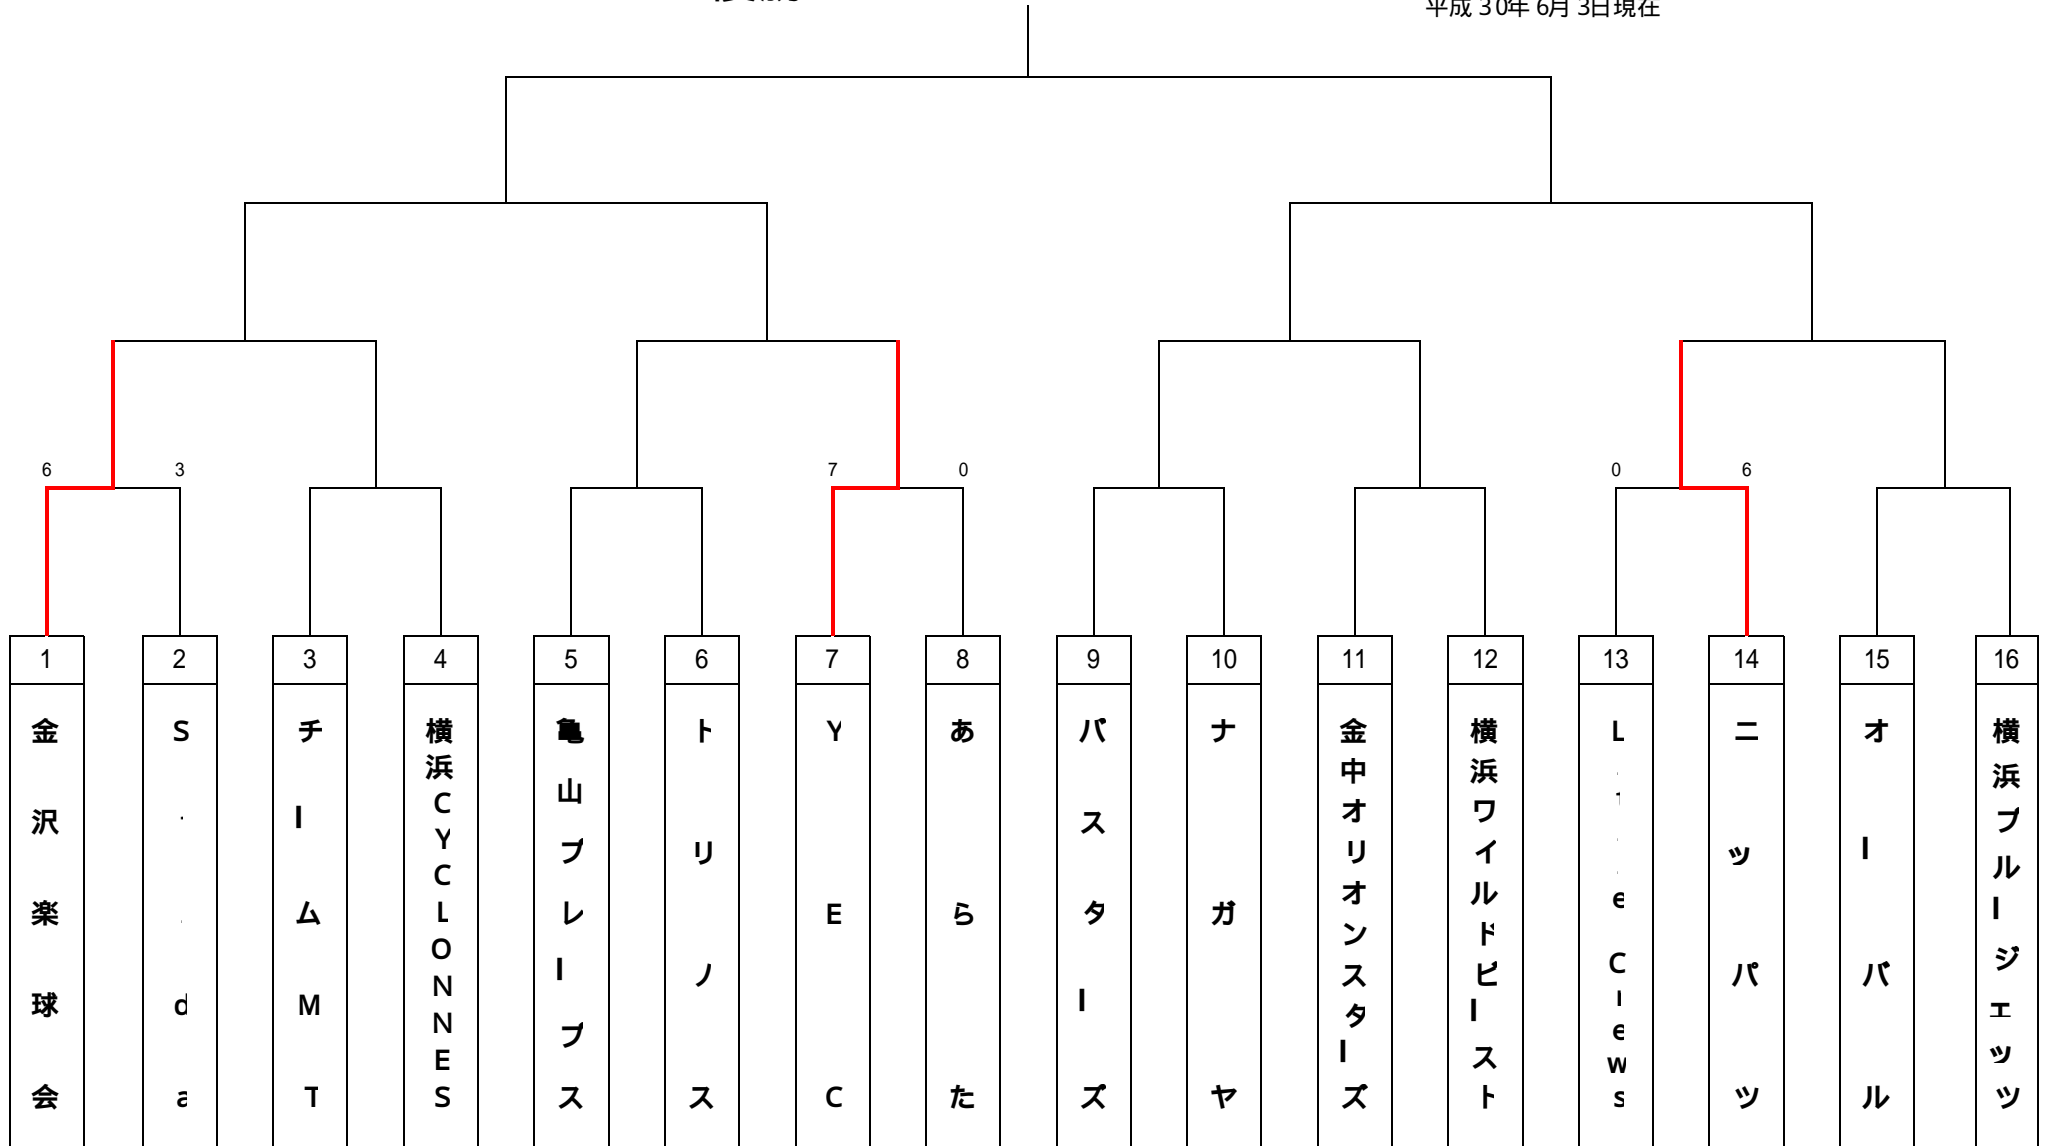 平成30年6月3日現在
6 3 7 0 0 6
1 2 3 4 5 6 7 8 9 10 11 12 13 14 15 16
金沢楽球会
チームMT
横浜CYCLONNES
亀山ブレーブス
トリノス
YEC
あらた
バスターズ
ナガヤ
金中オリオンスターズ
横浜ワイルドビースト
Crews
ニッパツ
オーバル
横浜ブルージェッツ